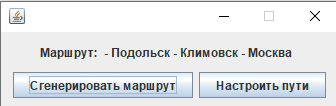 Маршрут:  - Подольск - Климовск - Москва
Сгенерировать маршрут Настроить пути